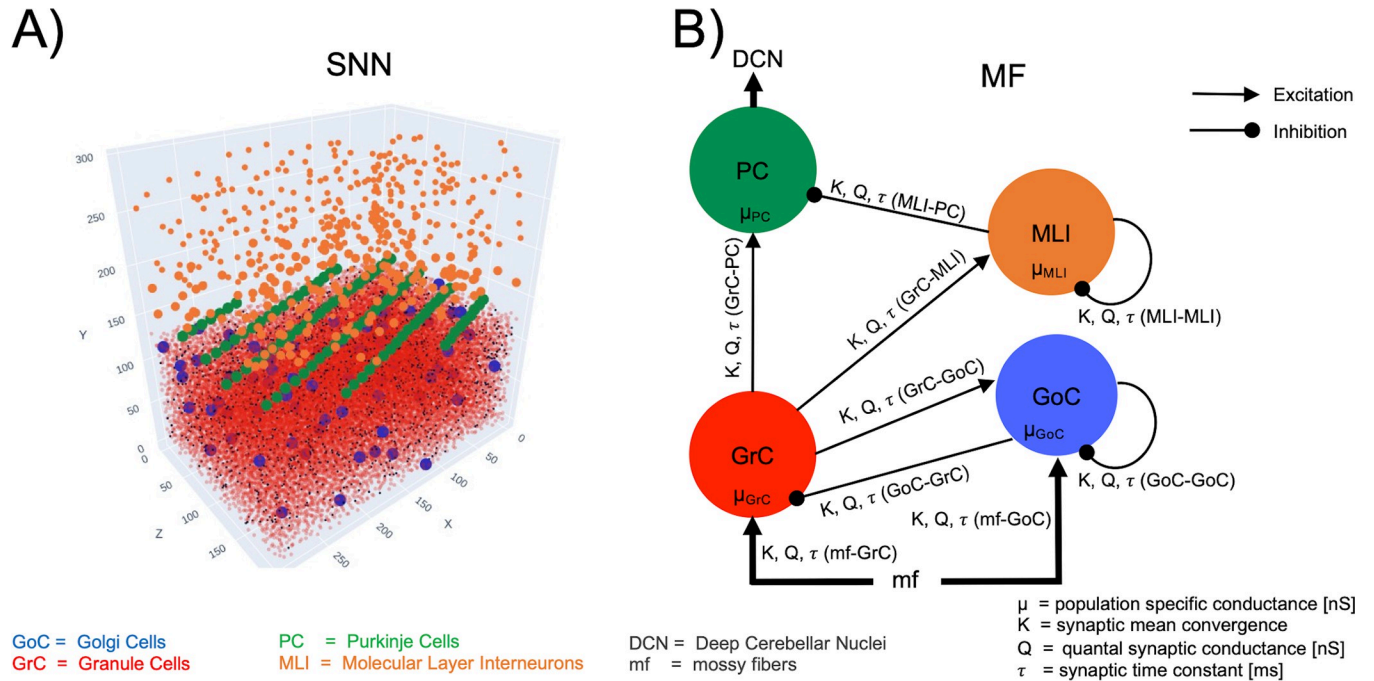 A)
SNN
300
250
200
150
100
50
0
Y
0
50
100
150
Z
0
50
100
150
200
250
X
B)
MF
DCN
Excitation
Inhibition
PC
μPC
K, Q, τ (MLI-PC)
MLI
μMLI
K, Q, τ (GrC-PC)
K, Q, τ (GrC-MLI)
K, Q, τ (MLI-MLI)
K, Q, τ (GrC-GoC)
GoC
μGoC
GrC
μGrC
K, Q, τ (GoC-GrC)
K, Q, τ (GoC-GoC)
K, Q, τ (mf-GoC)
K, Q, τ (mf-GrC)
mf
GoC = Golgi Cells
GrC = Granule Cells
PC = Purkinje Cells
MLI = Molecular Layer Interneurons
DCN = Deep Cerebellar Nuclei
mf = mossy fibers
μ = population specific conductance [nS]
K = synaptic mean convergence
Q = quantal synaptic conductance [nS]
τ = synaptic time constant [ms]